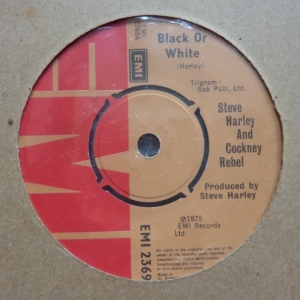 Black Or
White
(Harley)
EMI
Trigram:
Rak Publ., Ltd.
Steve
Harley
And
Cockney
Rebel
Produced by
Steve Harley
℗1975
EMI Records
Ltd.
EMI 2369